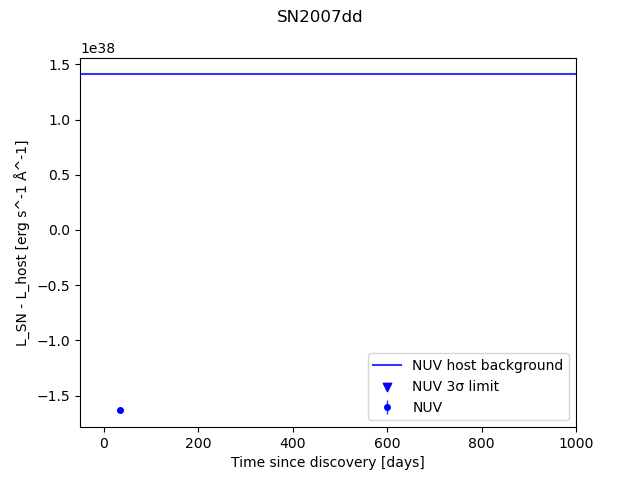 SN2007dd
1e38
1.5
1.0
0.5
0.0
−0.5
−1.0
−1.5
L_SN - L_host [erg s^-1 Å^-1]
NUV host background
NUV 3σ limit
NUV
0 200 400 600 800 1000
Time since discovery [days]